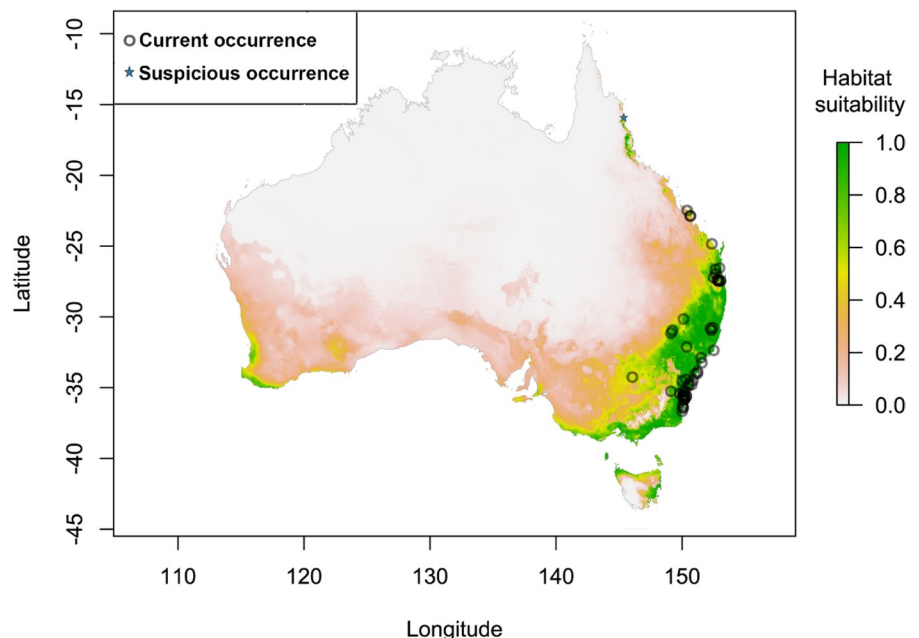 Current occurrence
Suspicious occurrence
Habitat
suitability
1.0
0.8
0.6
0.4
0.2
0.0
Latitude
-10
-15
-20
-25
-30
-35
-40
-45
110 120 130 140 150
Longitude